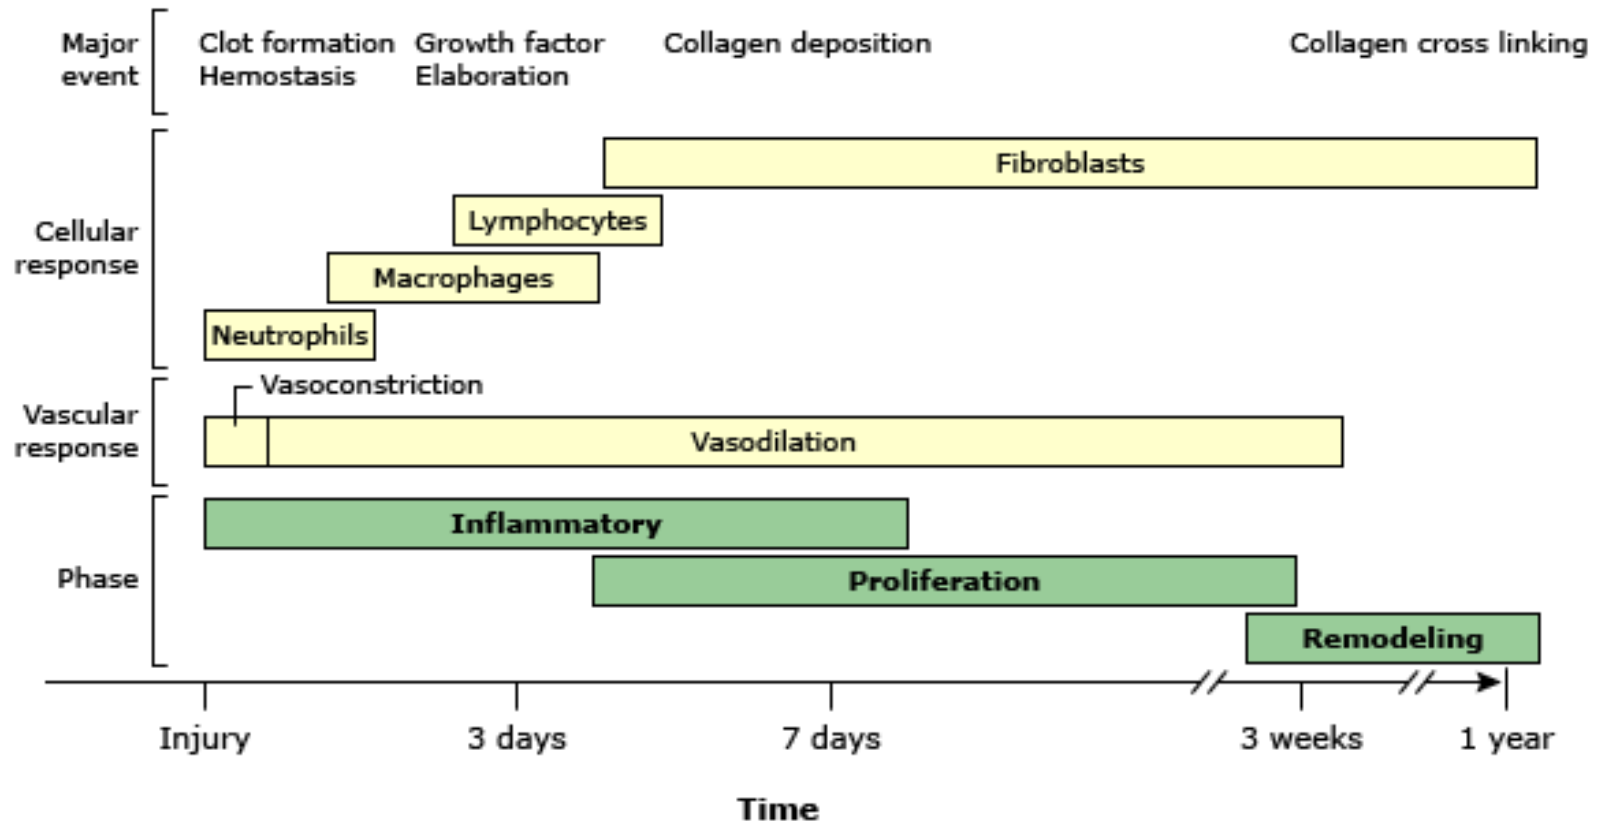 Major event
Clot formation
Hemostasis
Growth factor
Elaboration
Collagen deposition
Collagen cross linking
Cellular response
Fibroblasts
Lymphocytes
Macrophages
Neutrophils
Vascular response
Vasoconstriction
Vasodilation
Phase
Inflammatory
Proliferation
Remodeling
Injury
3 days
7 days
3 weeks
1 year
Time